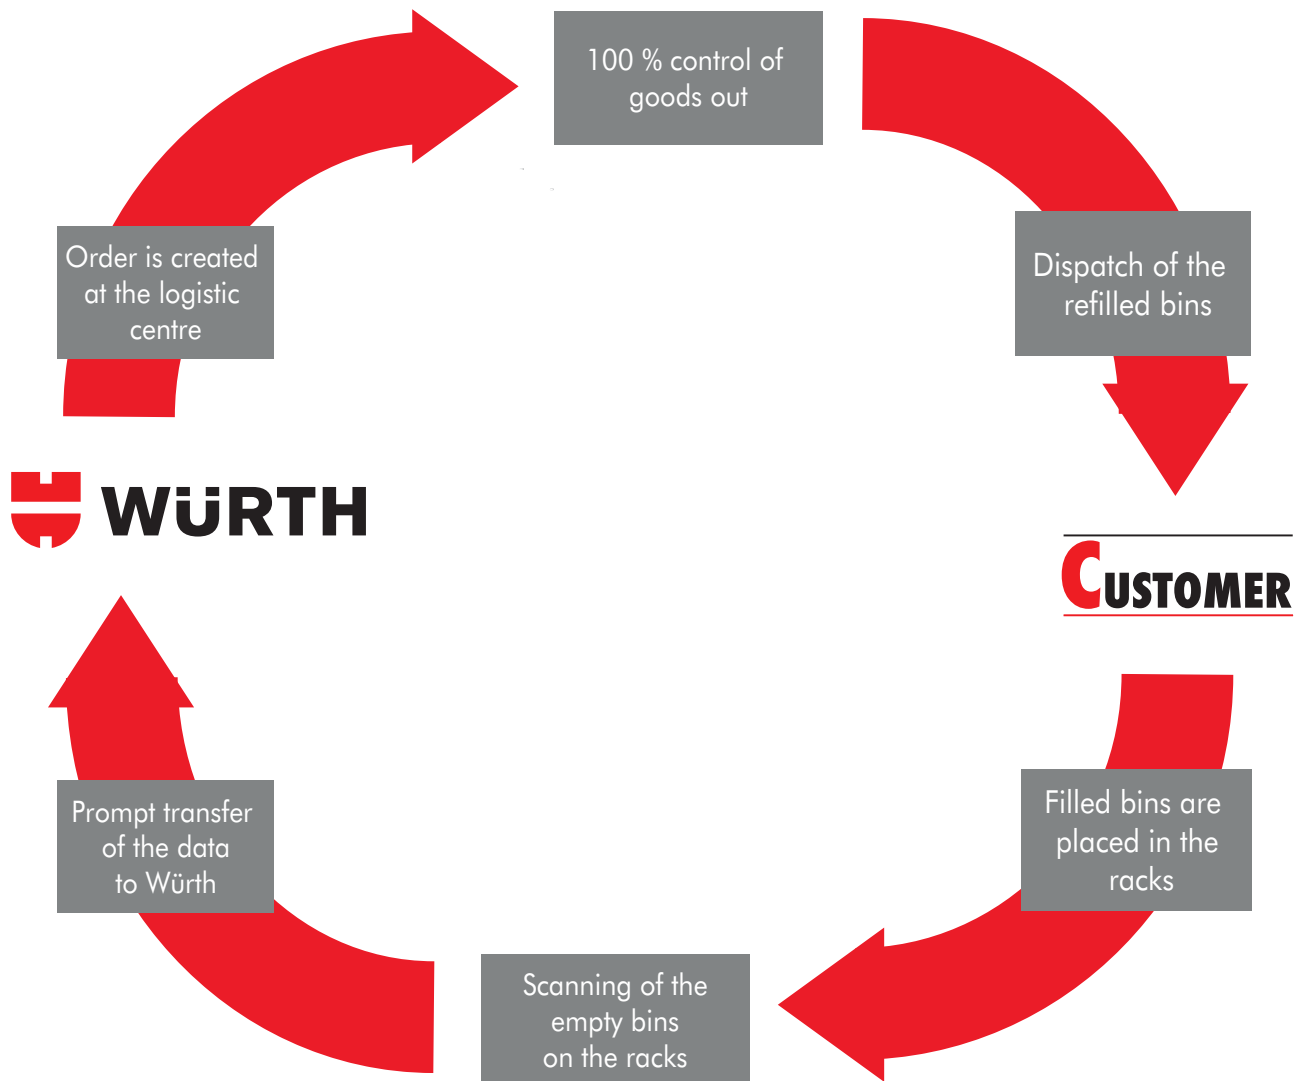 100 % control of
goods out
Order is created
at the logistic
centre
Dispatch of the
refilled bins
WÜRTH
CUSTOMER
Prompt transfer
of the data
to Würth
Filled bins are
placed in the
racks
Scanning of the
empty bins
on the racks